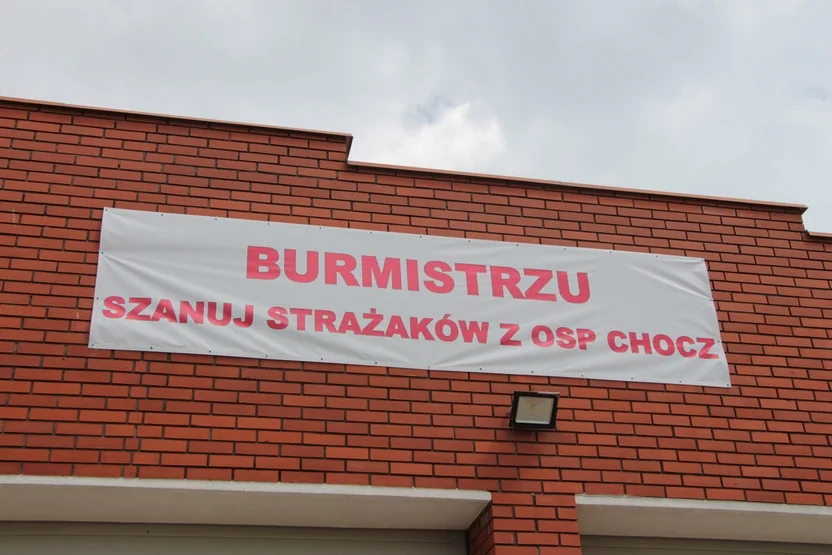 BURMISTRZU
SZANUJ STRAŻAKÓW Z OSP CHOCZ